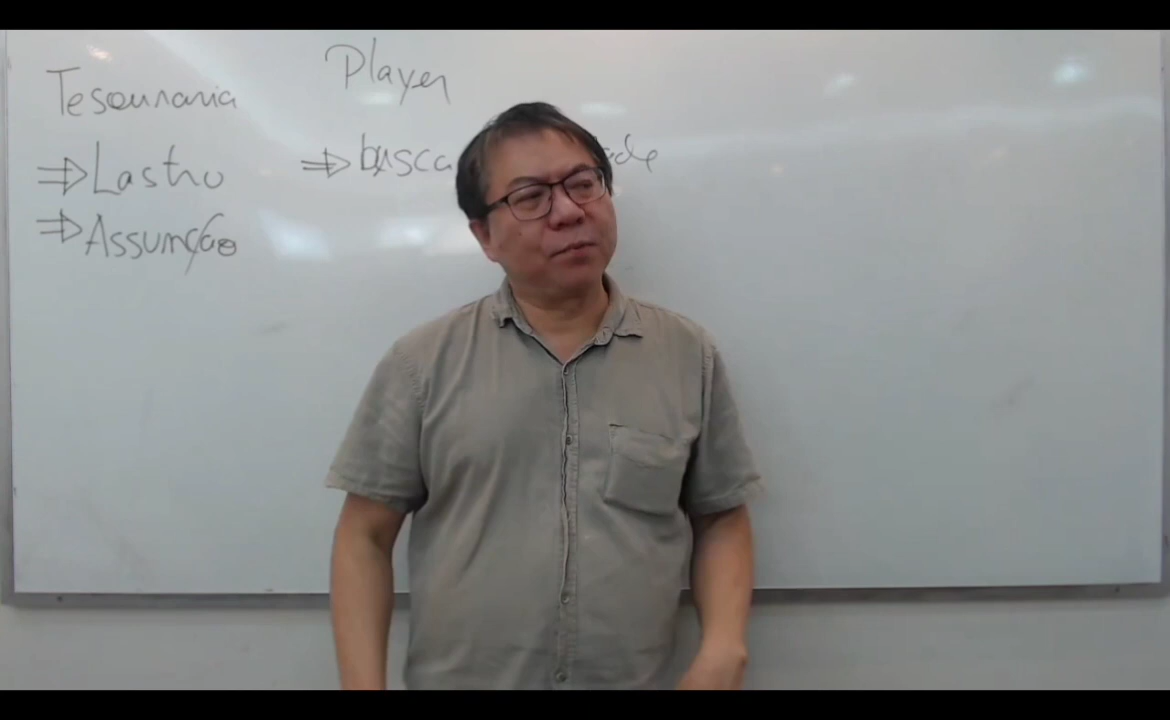 Tesouraria
Player
⇒ Lastro
⇒ busca
⇒ Assunção